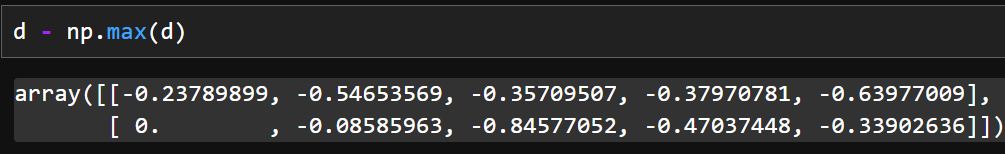 d - np.max(d)
array([[-0.23789899, -0.54653569, -0.35709507, -0.37970781, -0.63977009],
       [ 0.        , -0.08585963, -0.84577052, -0.47037448, -0.33902636]])